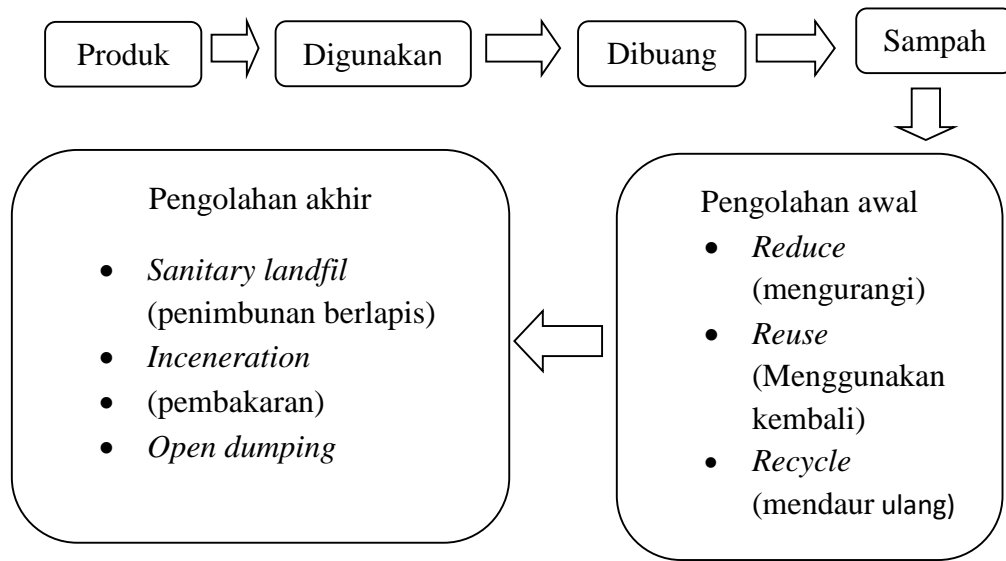 Produk
Digunakan
Dibuang
Sampah
Pengolahan awal
• Reduce
(mengurangi)
• Reuse
(Menggunakan
kembali)
• Recycle
(mendaur ulang)
Pengolahan akhir
• Sanitary landfil
(penimbunan berlapis)
• Inceneration
• (pembakaran)
• Open dumping